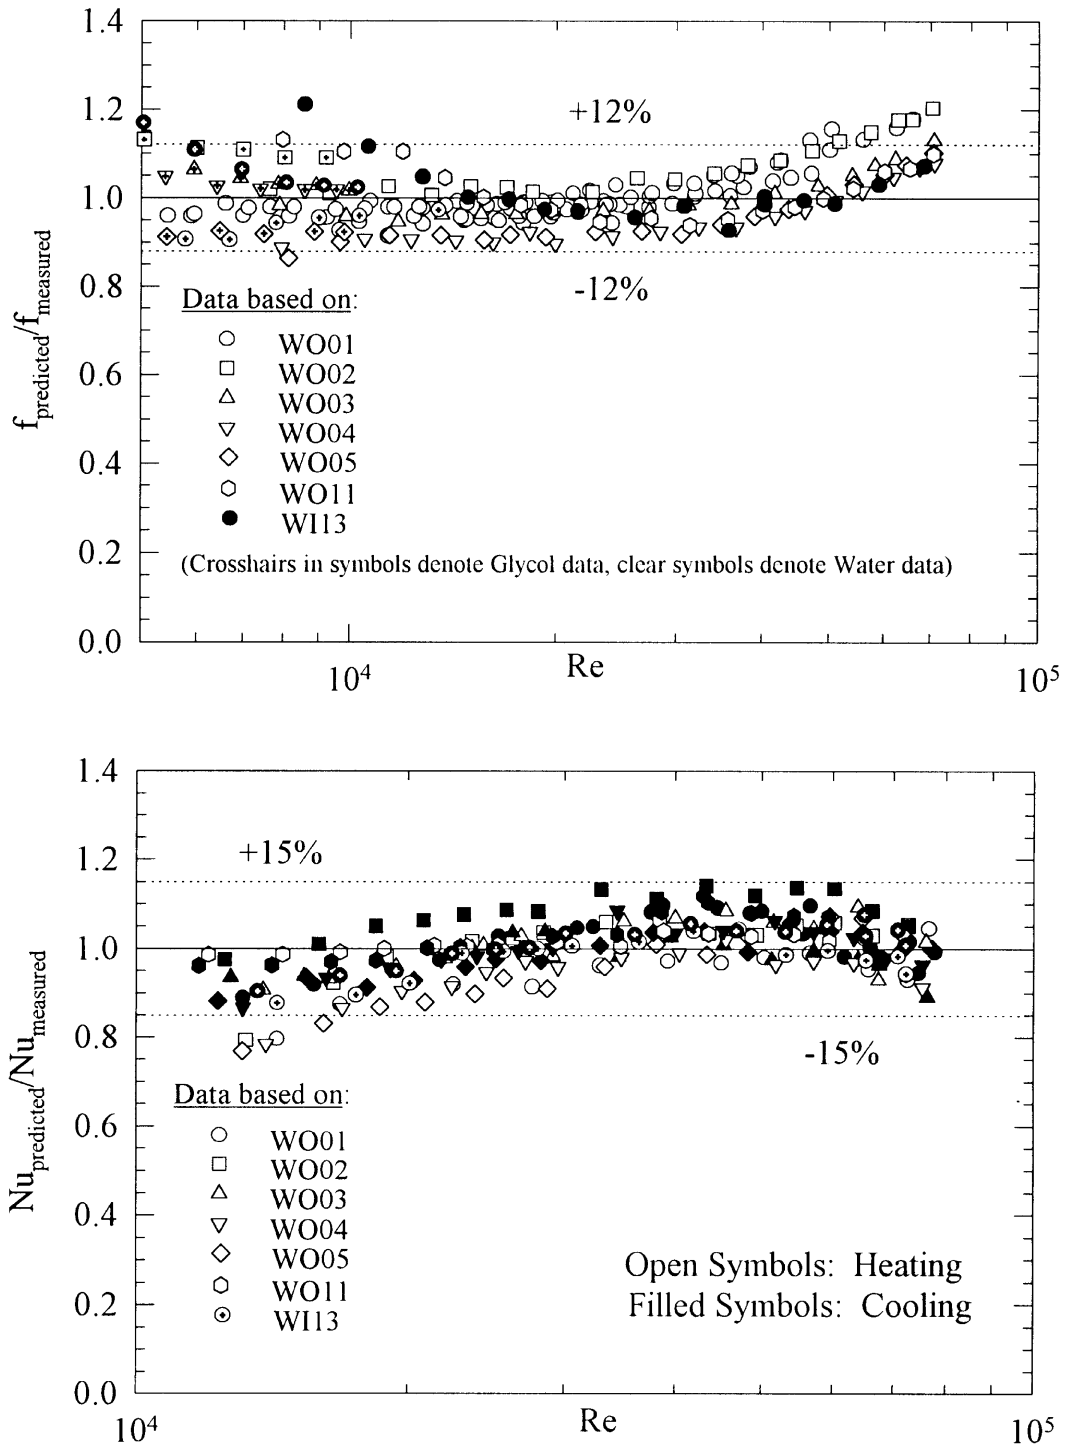 1.4
1.2
1.0
0.8
0.6
0.4
0.2
0.0
f_predicted/f_measured
+12%
-12%
Data based on:
WO01
WO02
WO03
WO04
WO05
WO11
WI13
(Crosshairs in symbols denote Glycol data, clear symbols denote Water data)
10^4
Re
10^5
1.4
1.2
1.0
0.8
0.6
0.4
0.2
0.0
Nu_predicted/Nu_measured
+15%
-15%
Data based on:
WO01
WO02
WO03
WO04
WO05
WO11
WI13
Open Symbols: Heating
Filled Symbols: Cooling
10^4
Re
10^5